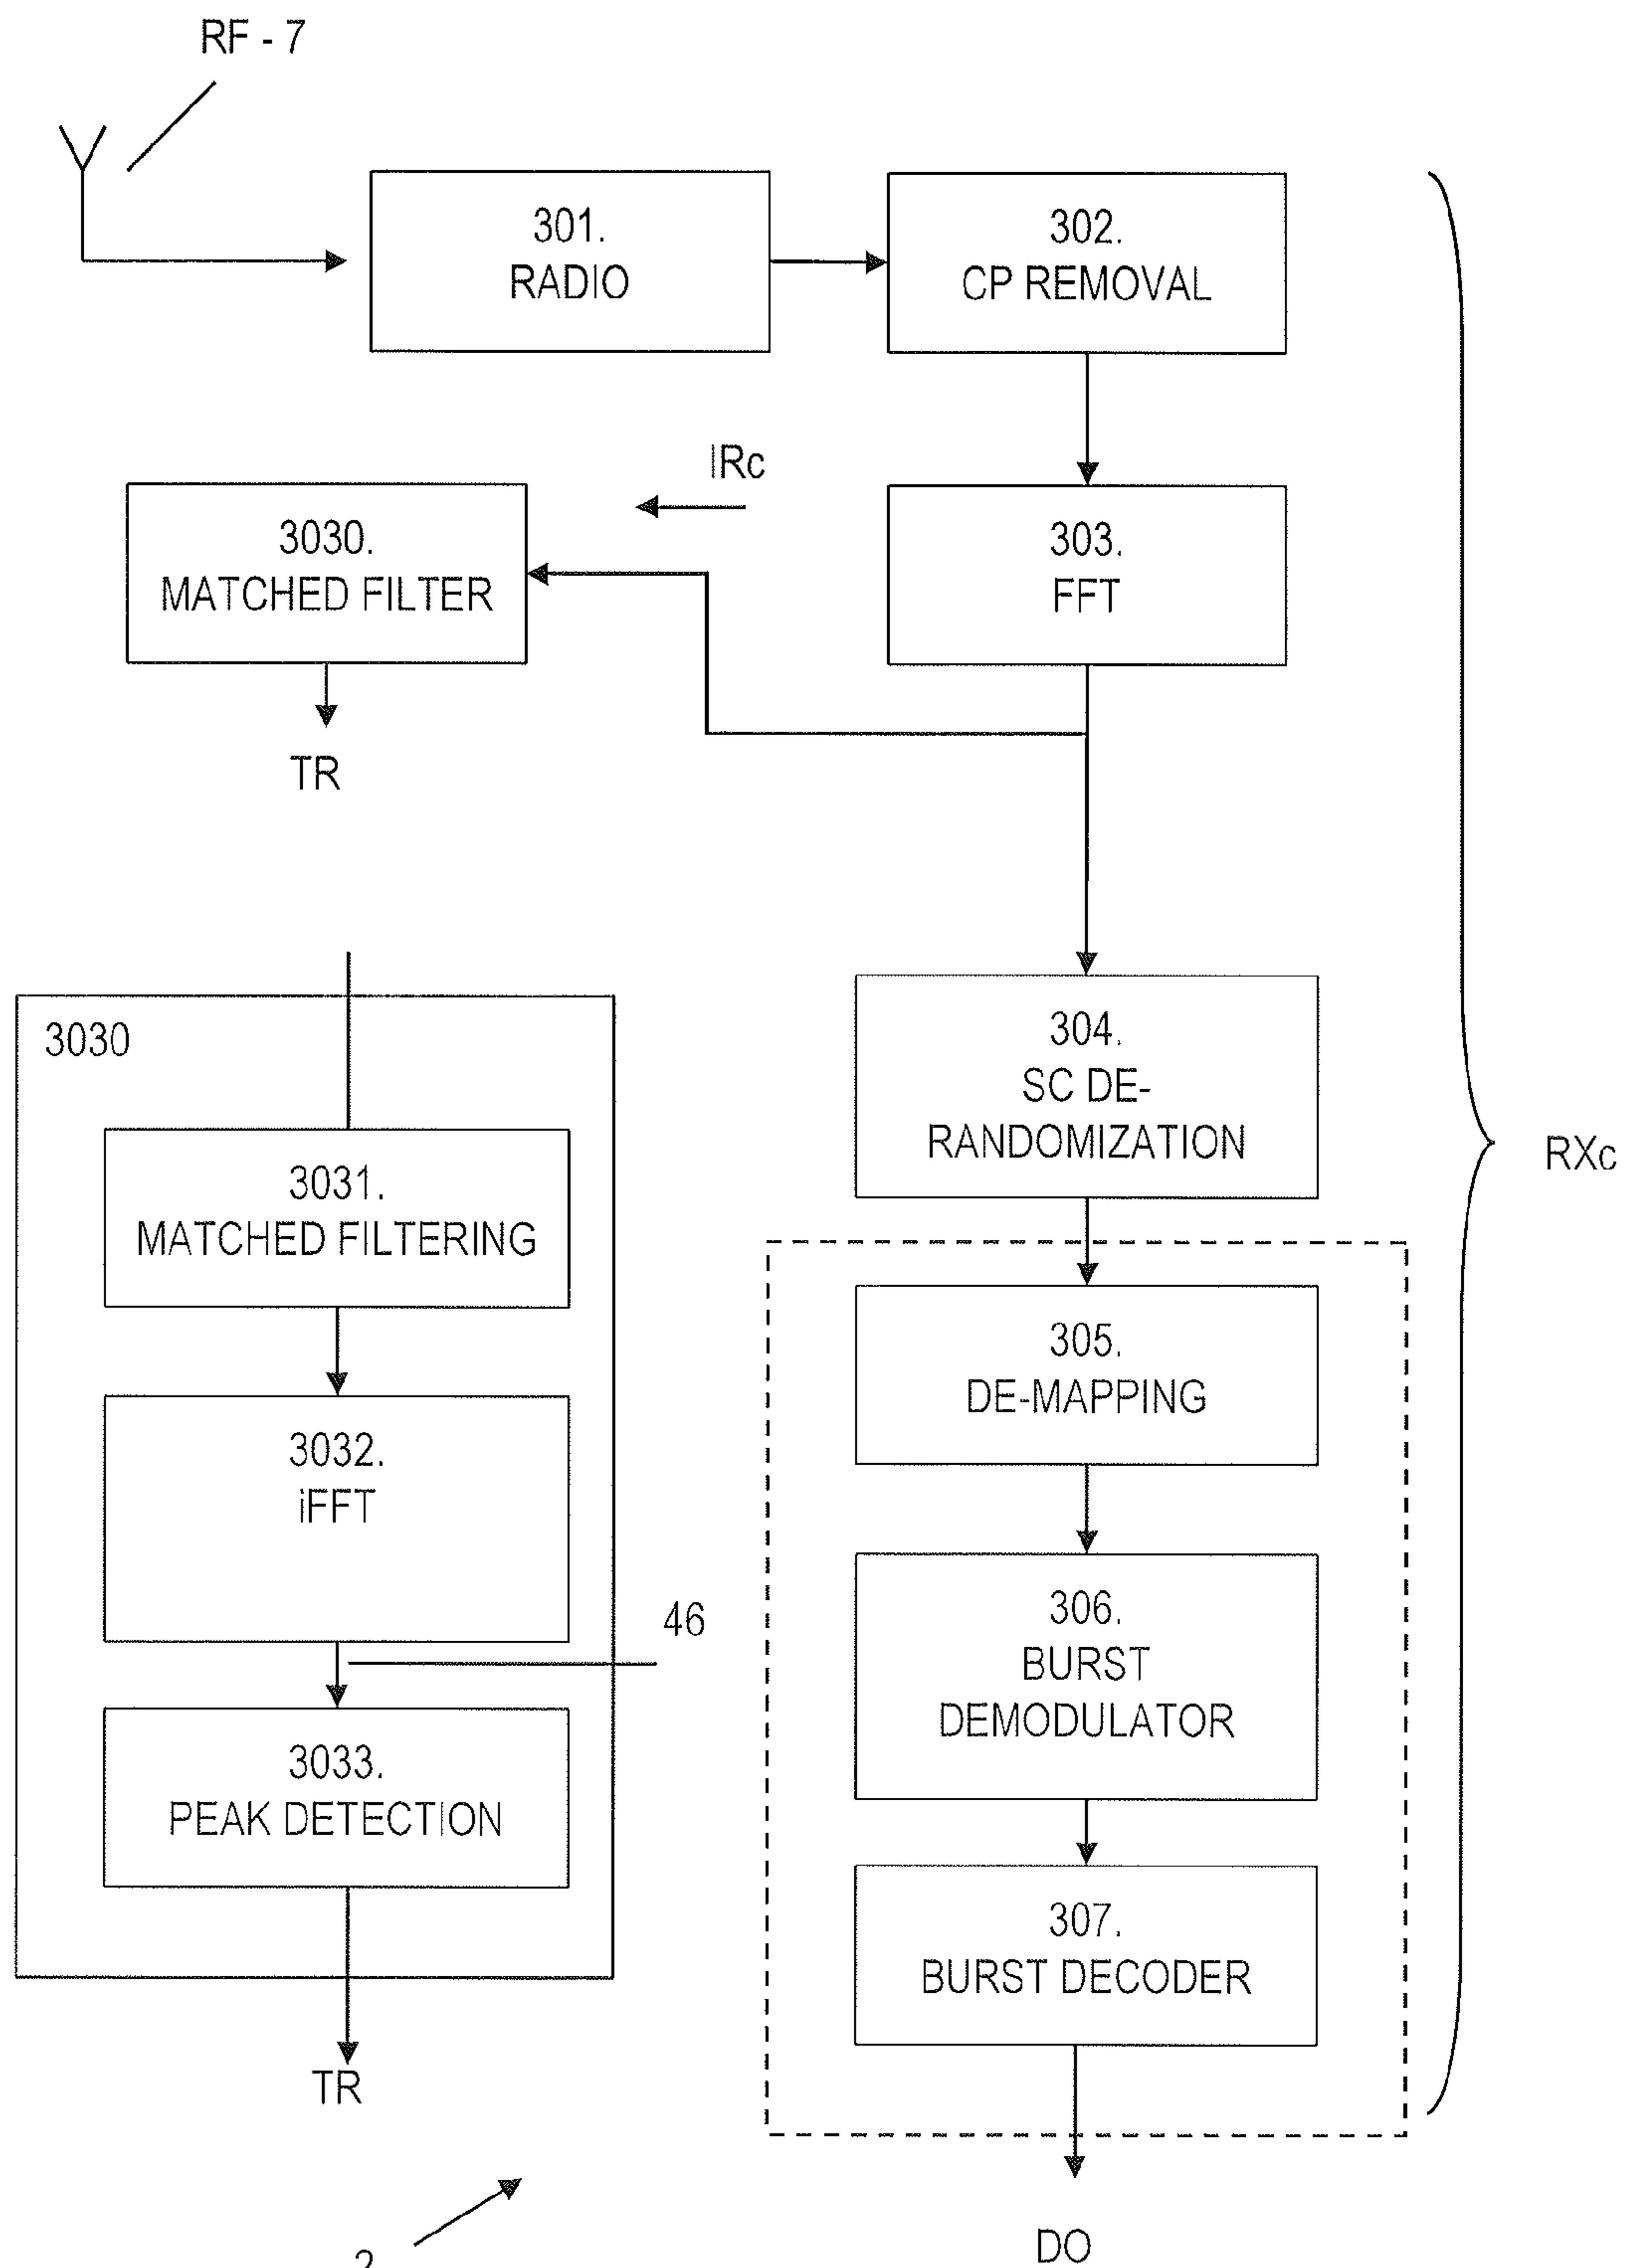 RF - 7
301.
RADIO
302.
CP REMOVAL
IRc
3030.
MATCHED FILTER
303.
FFT
TR
304.
SC DE-
RANDOMIZATION
RXc
3030
3031.
MATCHED FILTERING
305.
DE-MAPPING
3032.
iFFT
46
306.
BURST
DEMODULATOR
3033.
PEAK DETECTION
307.
BURST DECODER
TR
2
DO